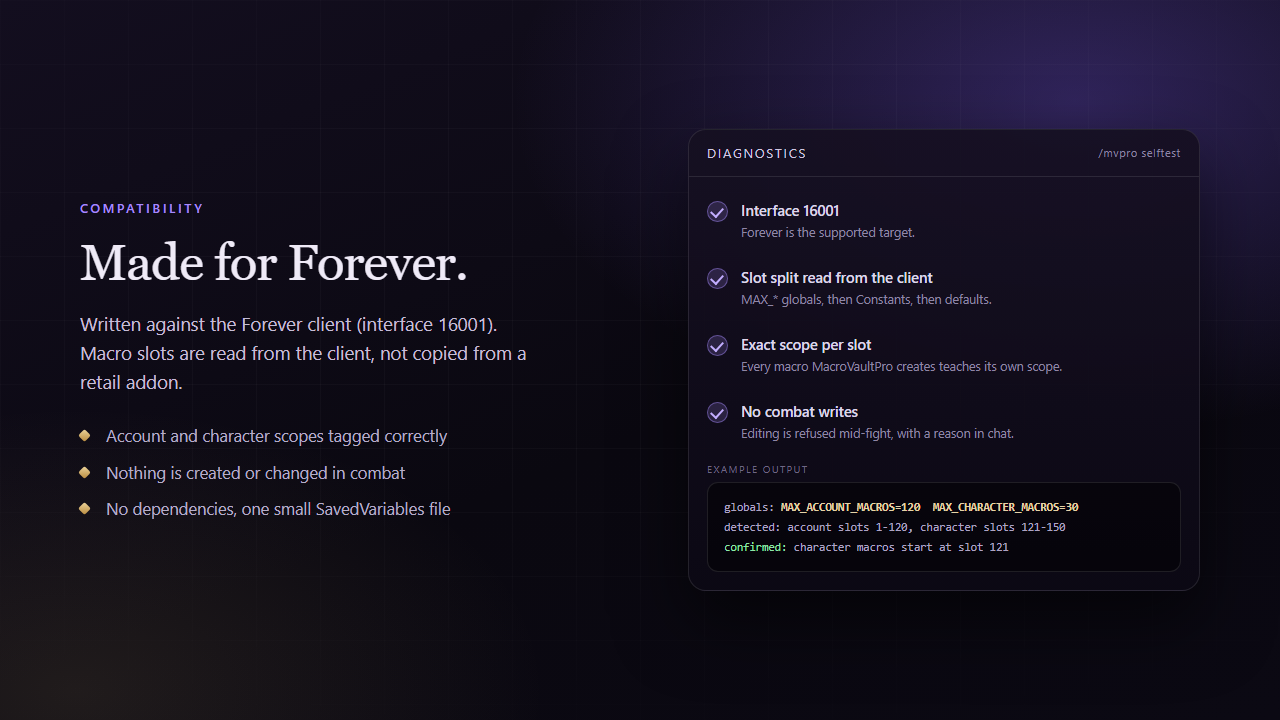 COMPATIBILITY
Made for Forever.
Written against the Forever client (interface 16001).
Macro slots are read from the client, not copied from a
retail addon.
Account and character scopes tagged correctly
Nothing is created or changed in combat
No dependencies, one small SavedVariables file
DIAGNOSTICS
/mvpro selftest
Interface 16001
Forever is the supported target.
Slot split read from the client
MAX_* globals, then Constants, then defaults.
Exact scope per slot
Every macro MacroVaultPro creates teaches its own scope.
No combat writes
Editing is refused mid-fight, with a reason in chat.
EXAMPLE OUTPUT
globals: MAX_ACCOUNT_MACROS=120  MAX_CHARACTER_MACROS=30
detected: account slots 1-120, character slots 121-150
confirmed: character macros start at slot 121